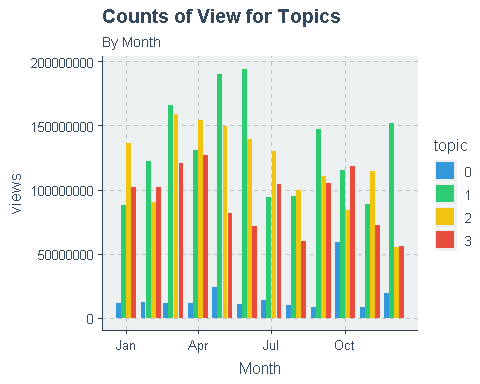 Counts of View for Topics
By Month
200000000
150000000
100000000
50000000
0
views
Jan
Apr
Jul
Oct
Month
topic
0
1
2
3